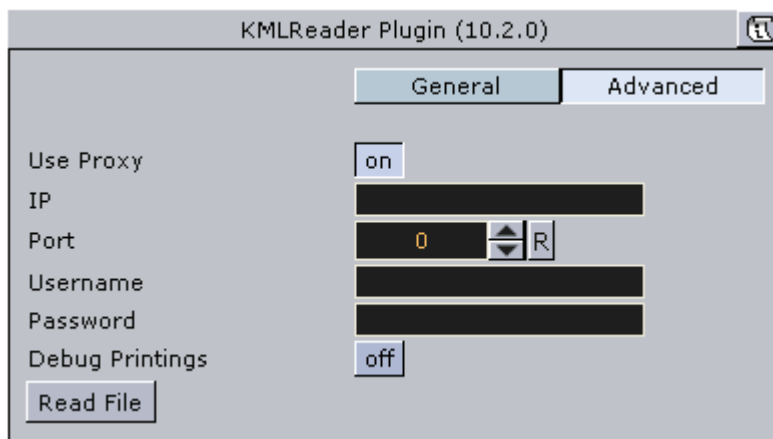 KMLReader Plugin (10.2.0)
General Advanced
Use Proxy on
IP
Port 0 R
Username
Password
Debug Printings off
Read File